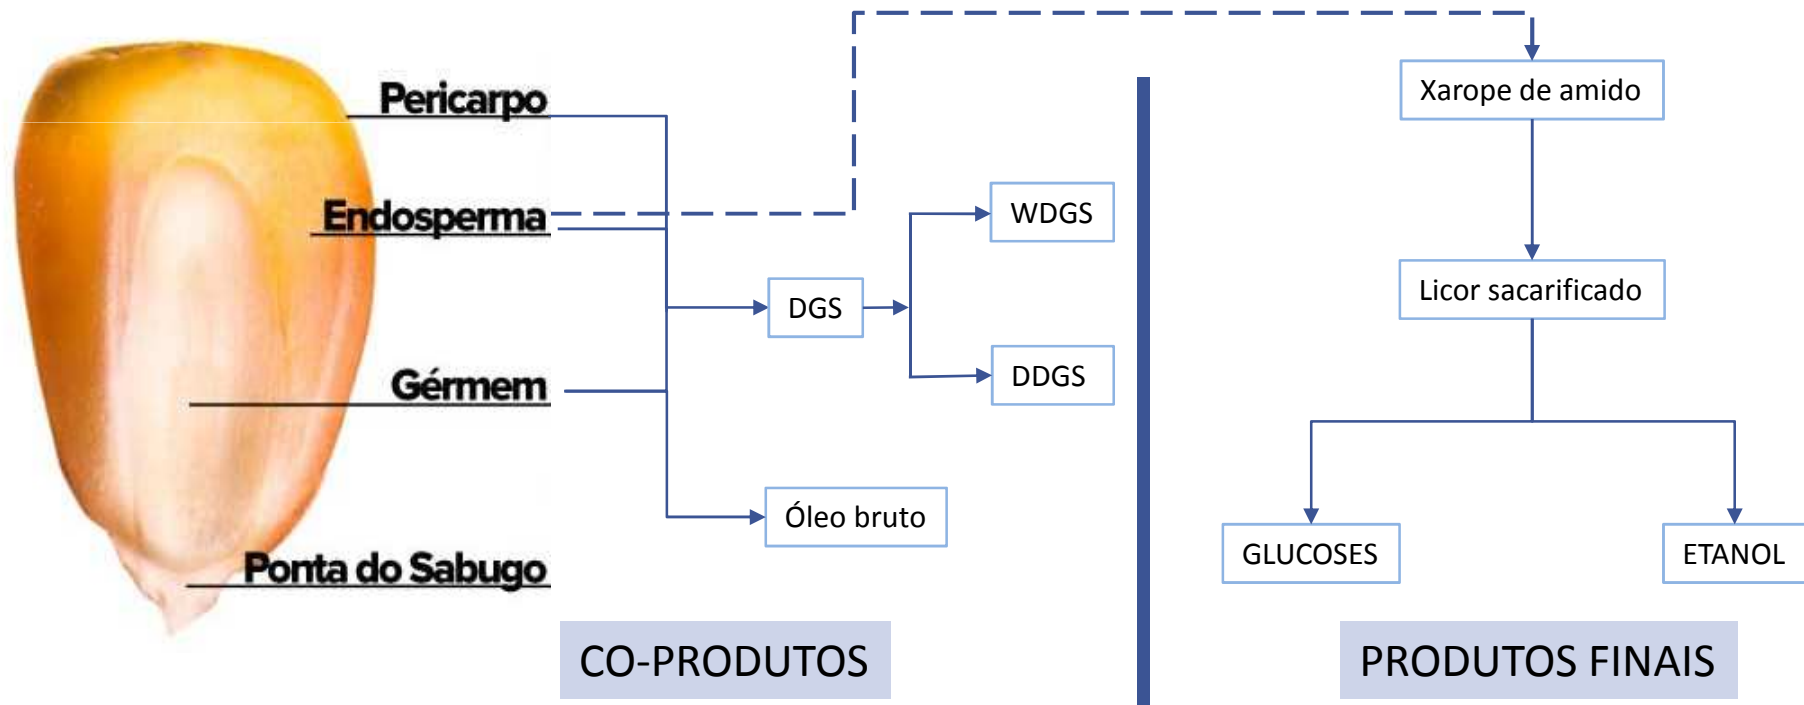 Pericarpo
Endosperma
Gérmem
Ponta do Sabugo
DGS
WDGS
DDGS
Óleo bruto
CO-PRODUTOS
Xarope de amido
Licor sacarificado
GLUCOSES
ETANOL
PRODUTOS FINAIS